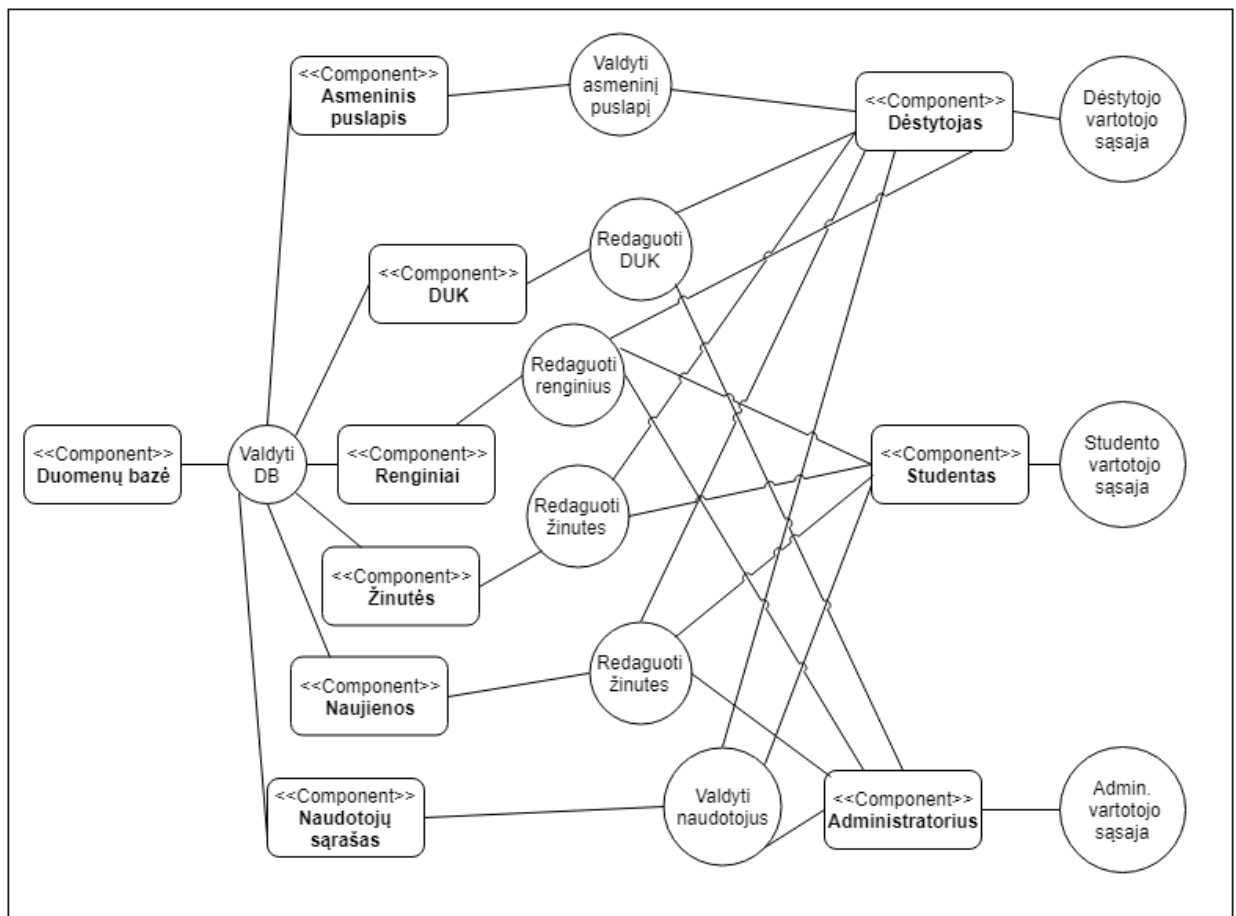 <<Component>>
Asmeninis
puslapis
Valdyti
asmeninį
puslapį
<<Component>>
Dėstytojas
Dėstytojo
vartotojo
sąsaja
<<Component>>
DUK
Redaguoti
DUK
<<Component>>
Duomenų bazė
Valdyti
DB
<<Component>>
Renginiai
Redaguoti
renginius
<<Component>>
Studentas
Studento
vartotojo
sąsaja
<<Component>>
Žinutės
Redaguoti
žinutes
<<Component>>
Naujienos
Redaguoti
žinutes
<<Component>>
Naudotojų
sąrašas
Valdyti
naudotojus
<<Component>>
Administratorius
Admin.
vartotojo
sąsaja